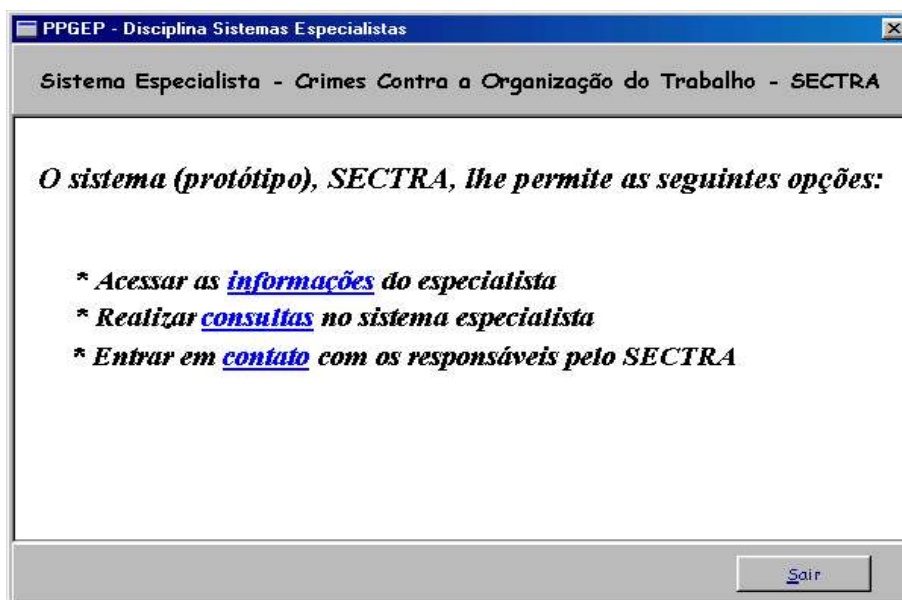 PPGEP - Disciplina Sistemas Especialistas
Sistema Especialista - Crimes Contra a Organização do Trabalho - SECTRA
O sistema (protótipo), SECTRA, lhe permite as seguintes opções:
* Acessar as informações do especialista
* Realizar consultas no sistema especialista
* Entrar em contato com os responsáveis pelo SECTRA
Sair